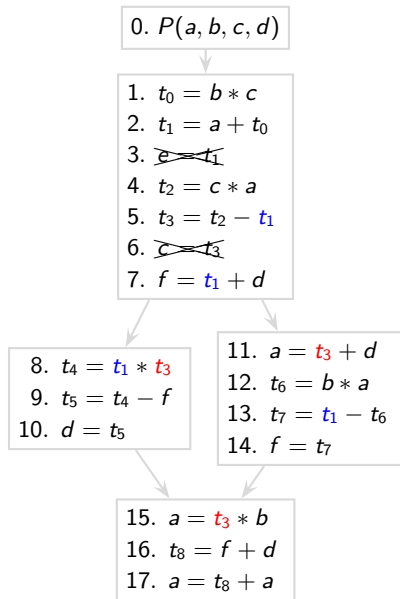 0. P(a, b, c, d)
1. t₀ = b ∗ c
2. t₁ = a + t₀
3. e = t₁
4. t₂ = c ∗ a
5. t₃ = t₂ − t₁
6. c = t₃
7. f = t₁ + d
8. t₄ = t₁ ∗ t₃
9. t₅ = t₄ − f
10. d = t₅
11. a = t₃ + d
12. t₆ = b ∗ a
13. t₇ = t₁ − t₆
14. f = t₇
15. a = t₃ ∗ b
16. t₈ = f + d
17. a = t₈ + a